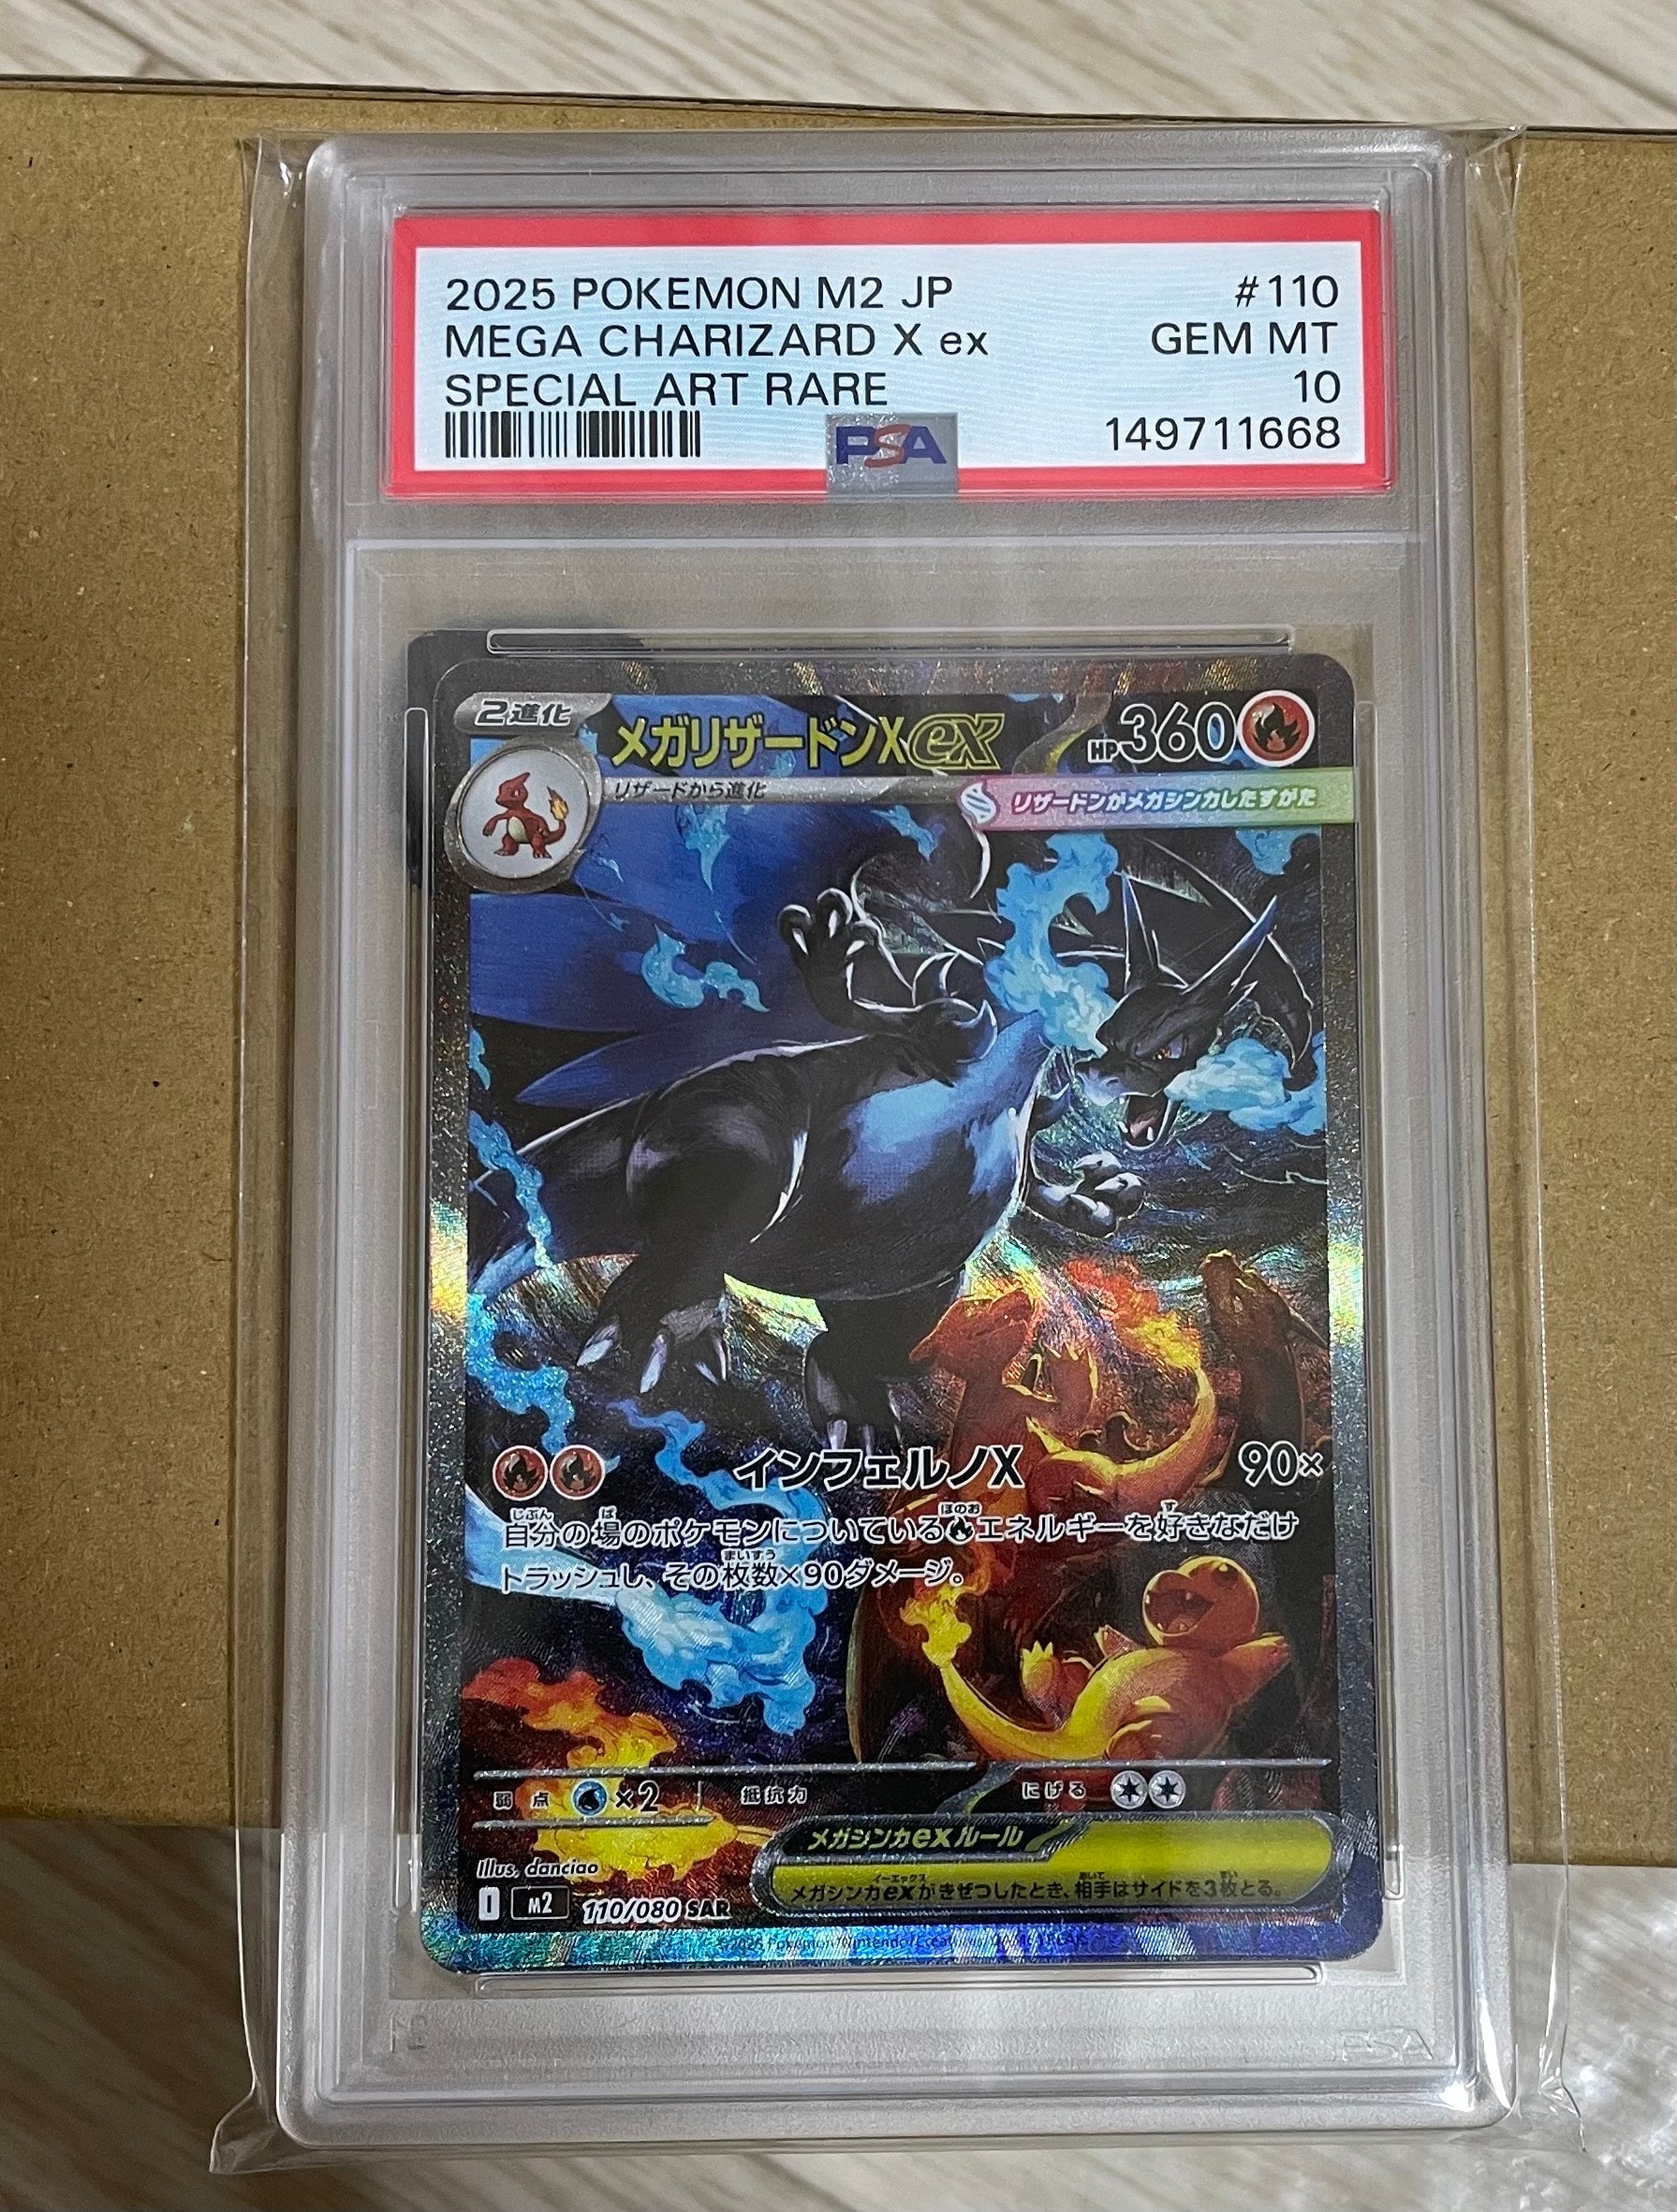 2025 POKEMON M2 JP #110
MEGA CHARIZARD X ex GEM MT
SPECIAL ART RARE 10
PSA 149711668
2進化 メガリザードンXex HP360
リザードから進化 リザードンがメガシンカしたすがた
インフェルノX 90×
自分の場のポケモンについているエネルギーを好きなだけ
トラッシュし、その枚数×90ダメージ。
弱点 ×2 抵抗力 にげる
メガシンカexルール
メガシンカexがきぜつしたとき、相手はサイドを3枚とる。
Illus. danciao
I M2 110/080 SAR
PSA